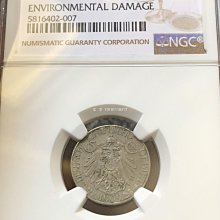 ENVIRONMENTAL DAMAGE
5816402-007
NUMISMATIC GUARANTY CORPORATION
NGC